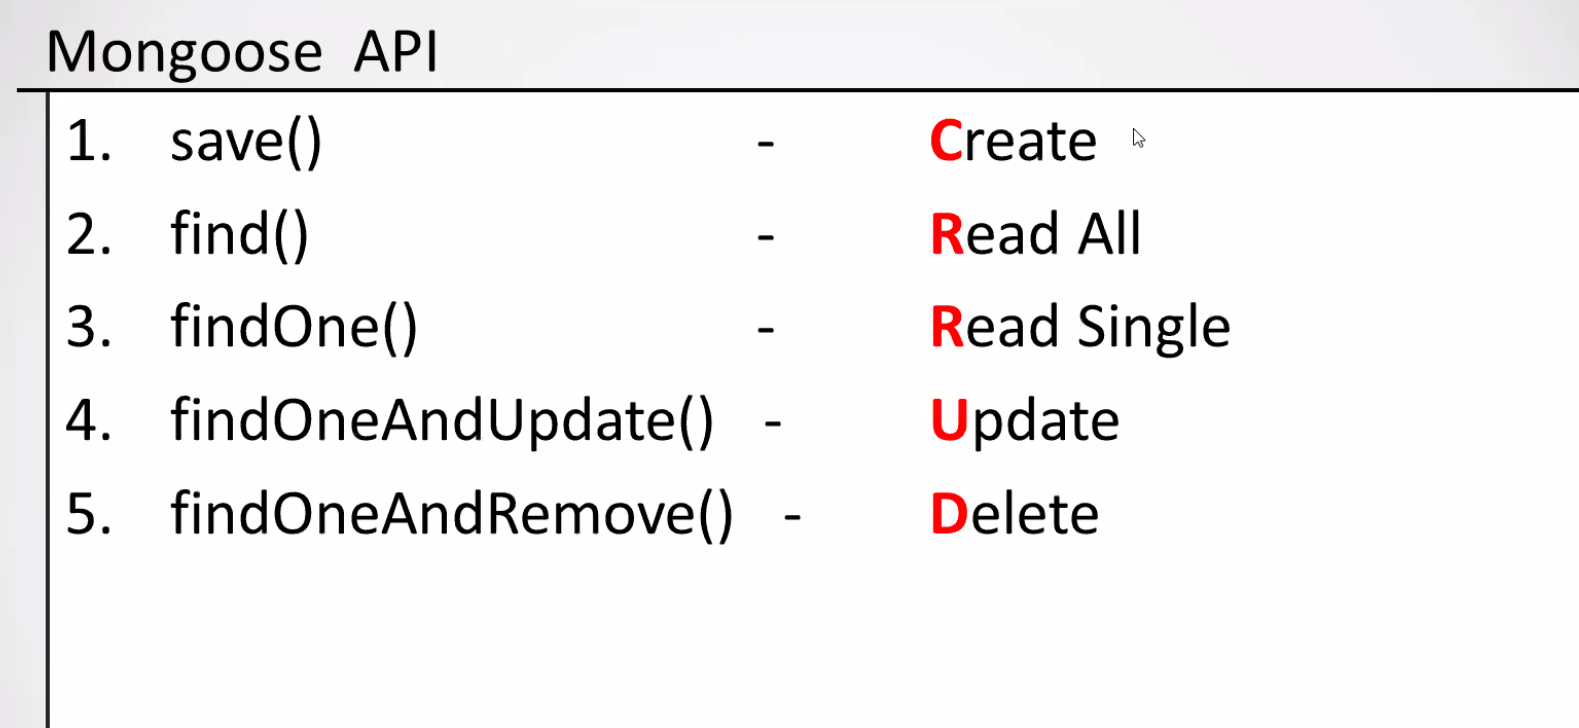 Mongoose API
1. save() - Create
2. find() - Read All
3. findOne() - Read Single
4. findOneAndUpdate() - Update
5. findOneAndRemove() - Delete